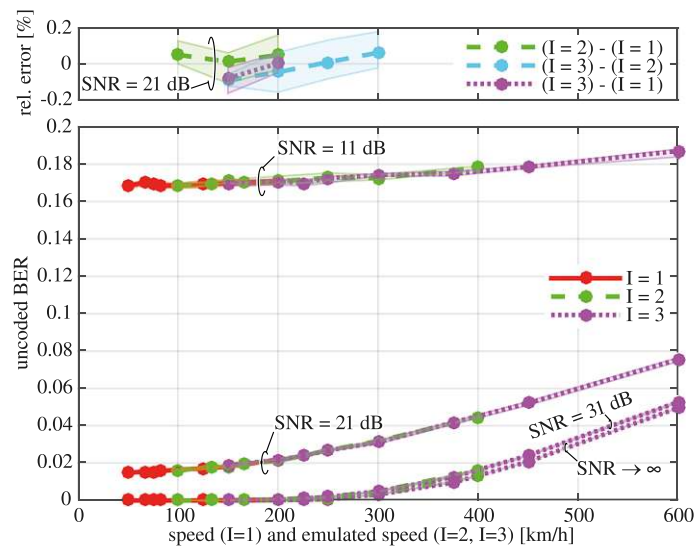 rel. error [%]
0.2
0
-0.2
SNR = 21 dB
(I = 2) - (I = 1)
(I = 3) - (I = 2)
(I = 3) - (I = 1)
uncoded BER
0.2
0.18
0.16
0.14
0.12
0.1
0.08
0.06
0.04
0.02
0
SNR = 11 dB
I = 1
I = 2
I = 3
SNR = 21 dB
SNR = 31 dB
SNR → ∞
0 100 200 300 400 500 600
speed (I=1) and emulated speed (I=2, I=3) [km/h]